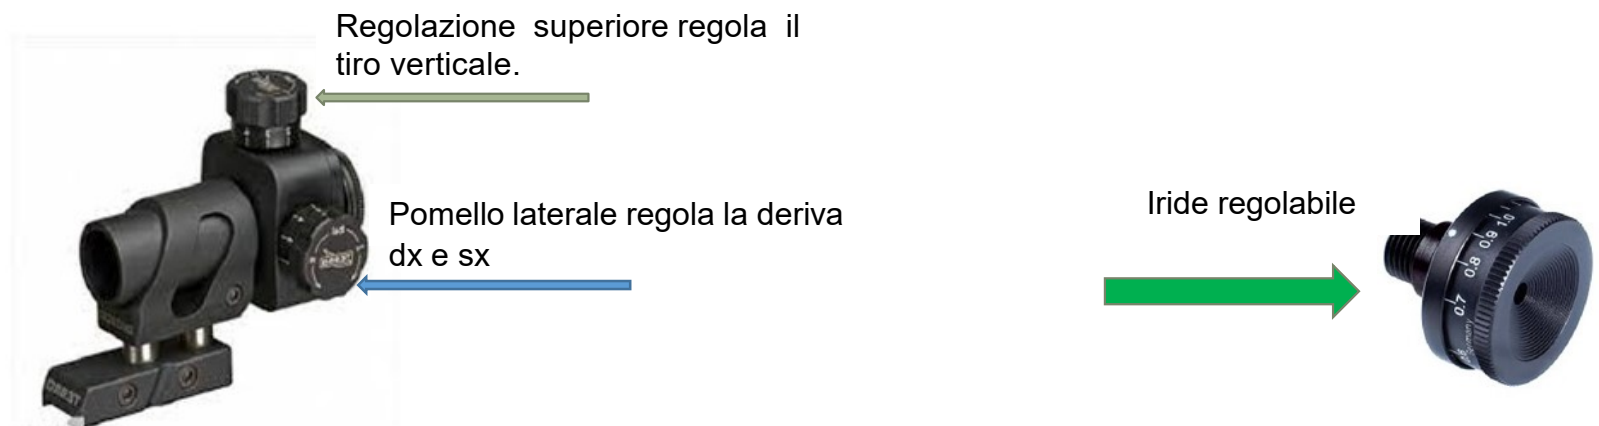 Regolazione superiore regola il
tiro verticale.
Pomello laterale regola la deriva
dx e sx
Iride regolabile
1.0
0.9
0.8
0.7
Germany